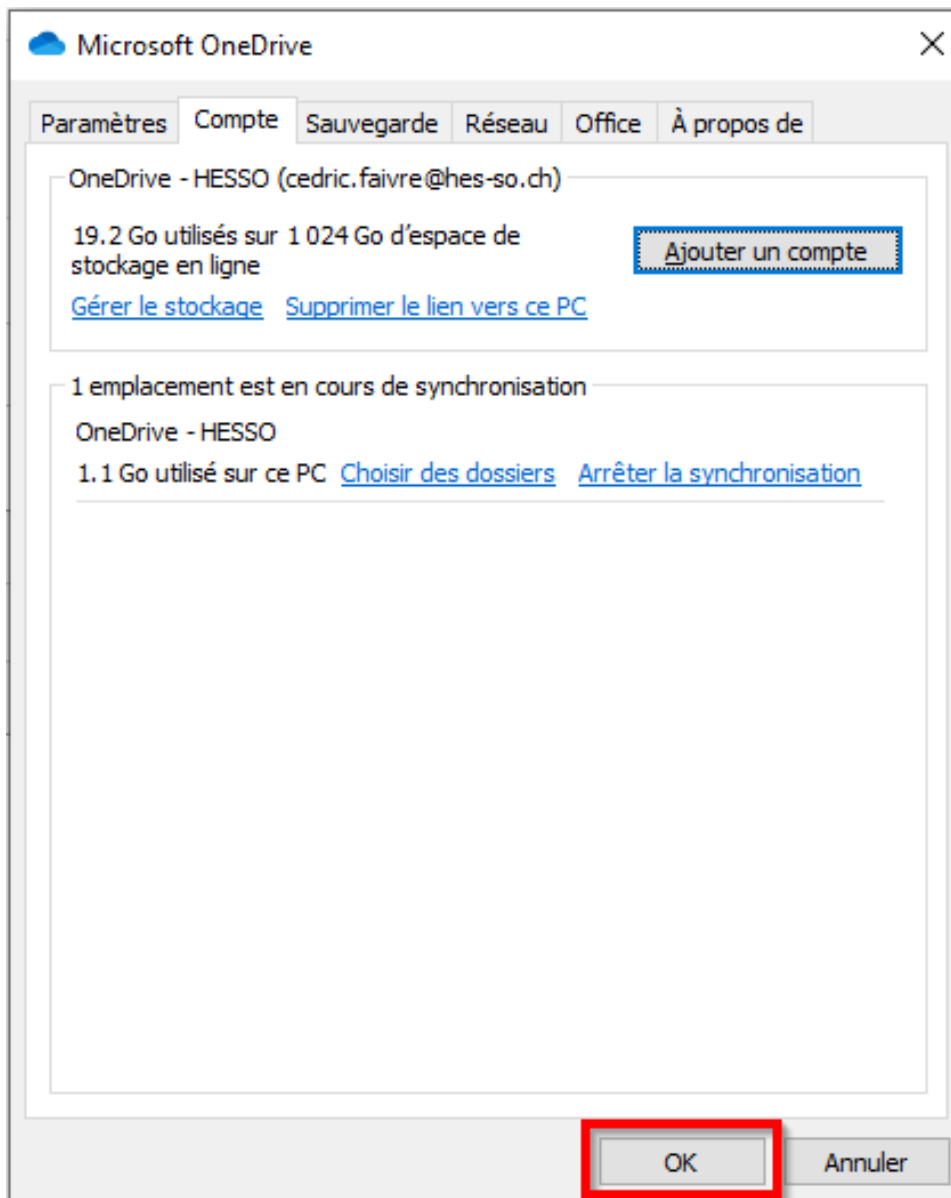 Microsoft OneDrive
Paramètres Compte Sauvegarde Réseau Office À propos de
OneDrive - HESSO (cedric.faivre@hes-so.ch)
19.2 Go utilisés sur 1 024 Go d'espace de
stockage en ligne
Ajouter un compte
Gérer le stockage Supprimer le lien vers ce PC
1 emplacement est en cours de synchronisation
OneDrive - HESSO
1.1 Go utilisé sur ce PC Choisir des dossiers Arrêter la synchronisation
OK Annuler